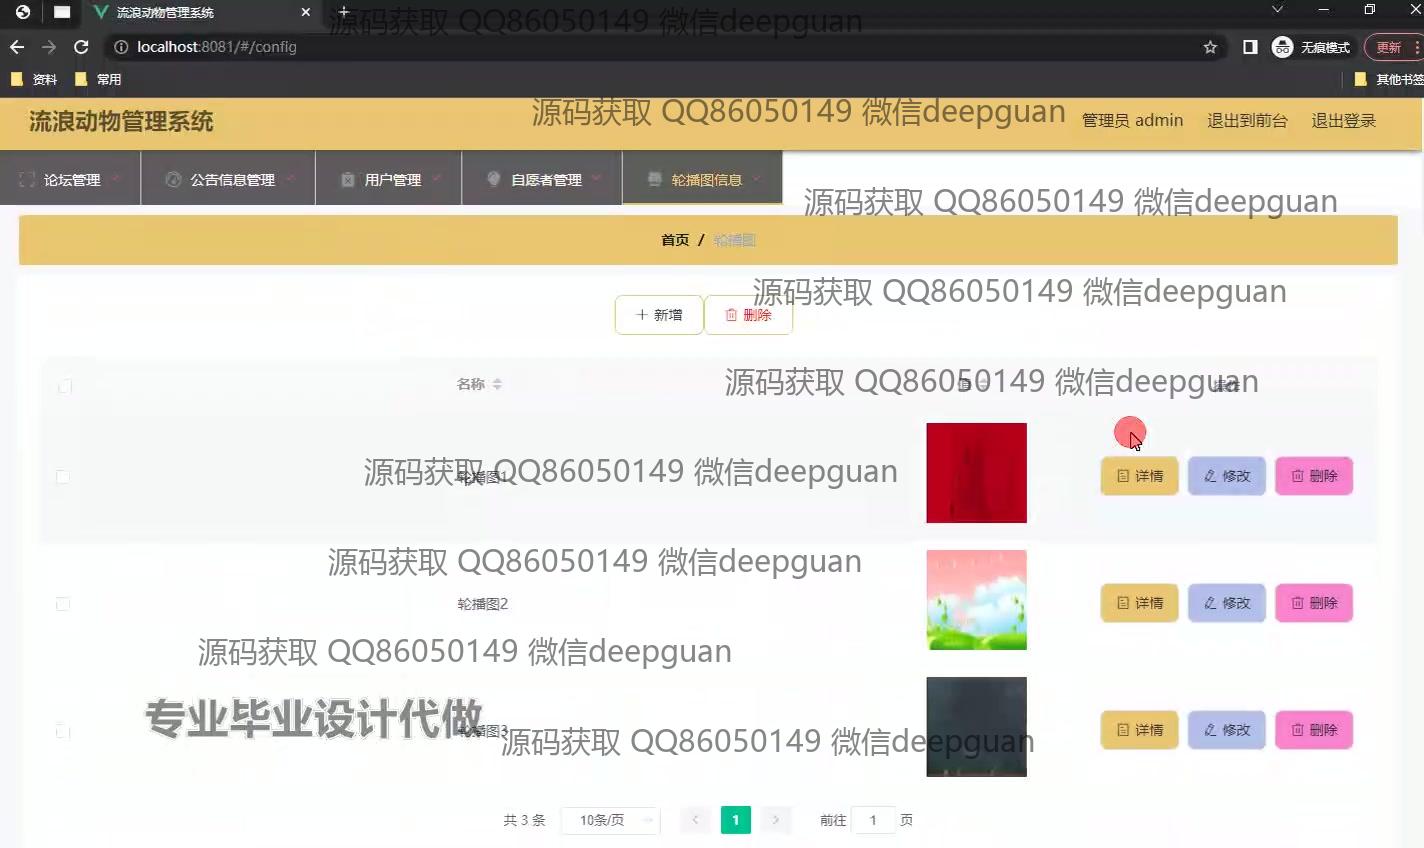 流浪动物管理系统
源码获取 QQ86050149 微信deepguan
localhost:8081/#/config
无痕模式
更新
资料
常用
其他书签
流浪动物管理系统
源码获取 QQ86050149 微信deepguan
管理员 admin
退出到前台
退出登录
论坛管理
公告信息管理
用户管理
自愿者管理
轮播图信息
源码获取 QQ86050149 微信deepguan
首页 / 轮播图
源码获取 QQ86050149 微信deepguan
新增
删除
名称
值
源码获取 QQ86050149 微信deepguan
操作
源码获取 QQ86050149 微信deepguan
轮播图1
详情
修改
删除
源码获取 QQ86050149 微信deepguan
轮播图2
详情
修改
删除
源码获取 QQ86050149 微信deepguan
专业毕业设计代做
轮播图3
源码获取 QQ86050149 微信deepguan
详情
修改
删除
共 3 条
10条/页
1
前往 1 页